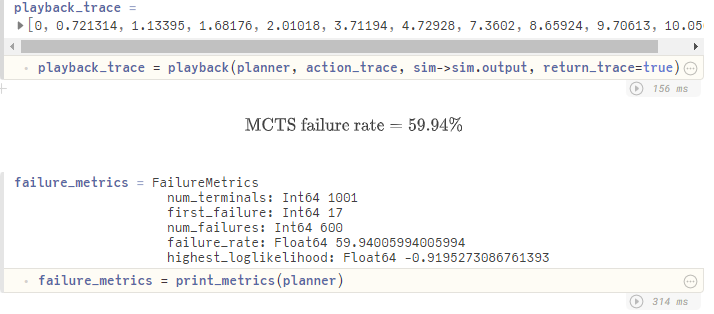 playback_trace =
[0, 0.721314, 1.13395, 1.68176, 2.01018, 3.71194, 4.72928, 7.3602, 8.65924, 9.70613, 10.05
playback_trace = playback(planner, action_trace, sim->sim.output, return_trace=true)
156 ms
MCTS failure rate = 59.94%
failure_metrics = FailureMetrics
num_terminals: Int64 1001
first_failure: Int64 17
num_failures: Int64 600
failure_rate: Float64 59.94005994005994
highest_loglikelihood: Float64 -0.9195273086761393
failure_metrics = print_metrics(planner)
314 ms